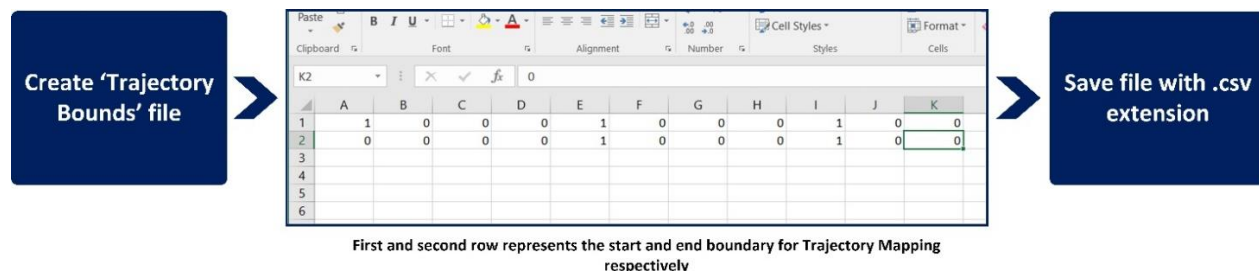 Create ‘Trajectory
Bounds’ file
Paste
B I U A
Cell Styles
Format
Clipboard Font Alignment Number Styles Cells
K2 fx 0
A B C D E F G H I J K
1 1 0 0 0 1 0 0 0 1 0 0
2 0 0 0 0 1 0 0 0 1 0 0
3
4
5
6
Save file with .csv
extension
First and second row represents the start and end boundary for Trajectory Mapping
respectively